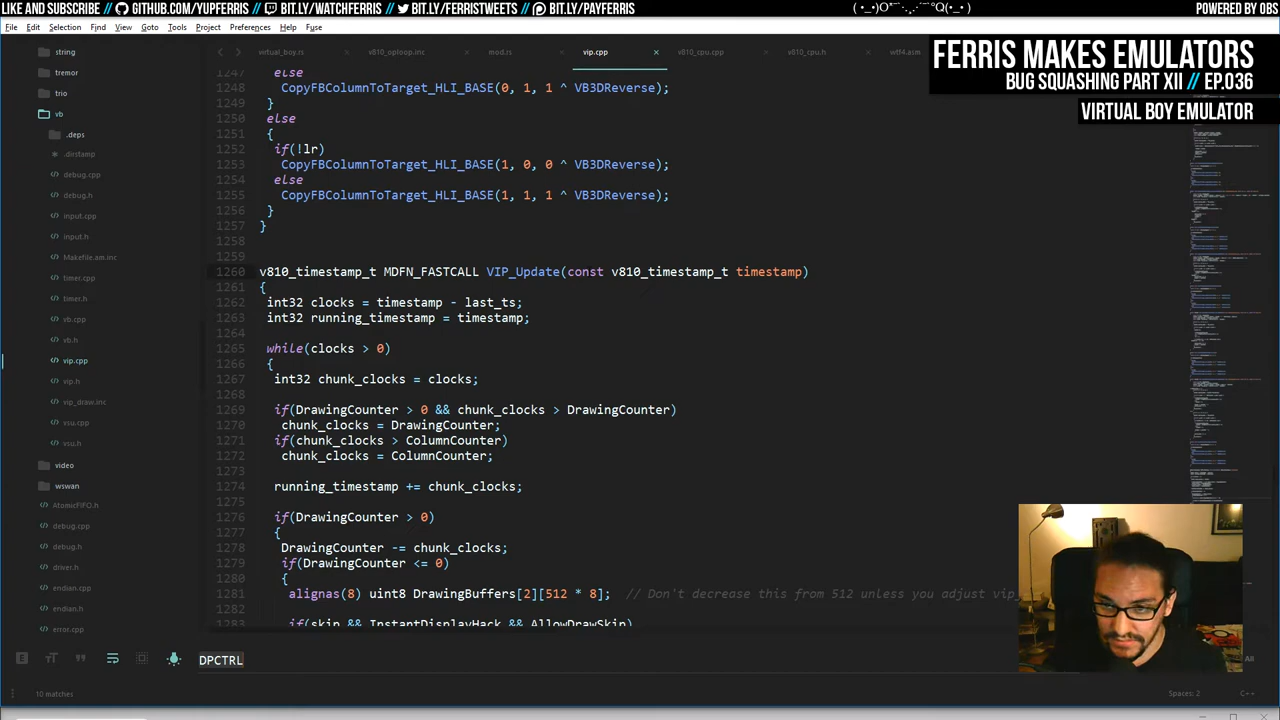 LIKE AND SUBSCRIBE // GITHUB.COM/YUPFERRIS // BIT.LY/WATCHFERRIS // BIT.LY/FERRISTWEETS // BIT.LY/PAYFERRIS
POWERED BY OBS
File Edit Selection Find View Goto Tools Project Preferences Help Fuse
FERRIS MAKES EMULATORS
BUG SQUASHING PART XII // EP.036
VIRTUAL BOY EMULATOR
virtual_boy.rs v810_oploop.inc mod.js vip.cpp × v810_cpu.cpp v810_cpu.h wtf4.asm
string
tremor
trio
vb
.deps
.dirstamp
debug.cpp
debug.h
input.cpp
input.h
Makefile.am.inc
timer.cpp
timer.h
vb.cpp
vb.h
vip.cpp
vip.h
vip_draw.inc
vsu.cpp
vsu.h
video
wswan
AtomicFIFO.h
debug.cpp
debug.h
driver.h
endian.cpp
endian.h
error.cpp
1247 else
1248 CopyFBColumnToTarget_HLI_BASE(0, 1, 1 ^ VB3DReverse);
1249 }
1250 else
1251 {
1252 if(!lr)
1253 CopyFBColumnToTarget_HLI_BASE(1, 0, 0 ^ VB3DReverse);
1254 else
1255 CopyFBColumnToTarget_HLI_BASE(1, 1, 1 ^ VB3DReverse);
1256 }
1257 }
1258
1259
1260 v810_timestamp_t MDFN_FASTCALL VIP_Update(const v810_timestamp_t timestamp)
1261 {
1262 int32 clocks = timestamp - last_ts;
1263 int32 running_timestamp = timestamp;
1264
1265 while(clocks > 0)
1266 {
1267 int32 chunk_clocks = clocks;
1268
1269 if(DrawingCounter > 0 && chunk_clocks > DrawingCounter)
1270 chunk_clocks = DrawingCounter;
1271 if(chunk_clocks > ColumnCounter)
1272 chunk_clocks = ColumnCounter;
1273
1274 running_timestamp += chunk_clocks;
1275
1276 if(DrawingCounter > 0)
1277 {
1278 DrawingCounter -= chunk_clocks;
1279 if(DrawingCounter <= 0)
1280 {
1281 alignas(8) uint8 DrawingBuffers[2][512 * 8]; // Don't decrease this from 512 unless you adjust vip_
1282
1283 if(skip && InstantDisplayHack && AllowDrawSkip)
DPCTRL
10 matches
Spaces: 2
C++